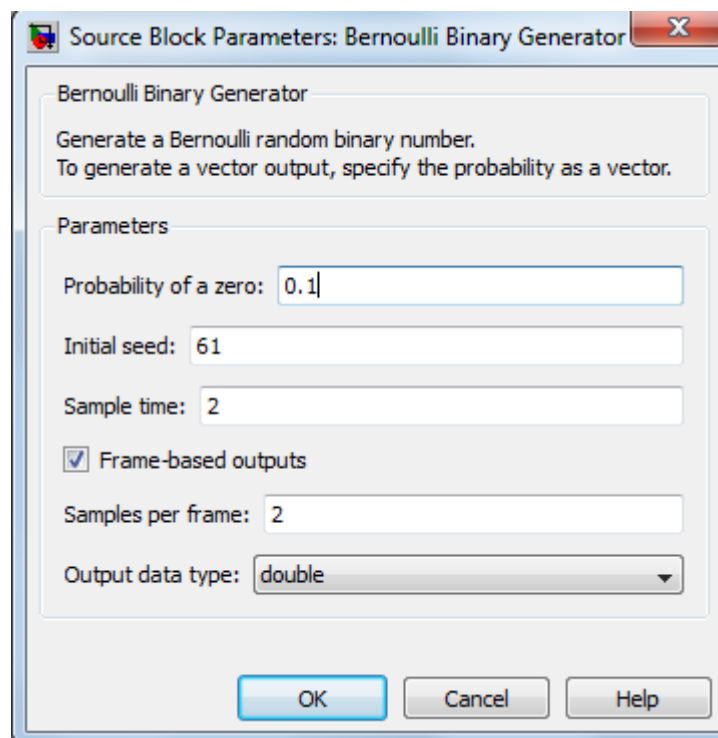 Source Block Parameters: Bernoulli Binary Generator
Bernoulli Binary Generator
Generate a Bernoulli random binary number.
To generate a vector output, specify the probability as a vector.
Parameters
Probability of a zero: 0.1
Initial seed: 61
Sample time: 2
Frame-based outputs
Samples per frame: 2
Output data type: double
OK Cancel Help